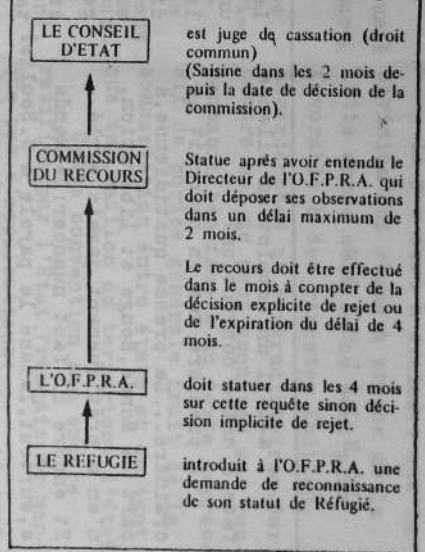 LE CONSEIL
D'ETAT
est juge dq cassation (droit
commun)
(Saisine dans les 2 mois de-
puis la date de décision de la
commission).
COMMISSION
DU RECOURS
Statue aprés avoir entendu le
Directeur de l'O.F.P.R.A. qui
doit déposer ses observations
dans un délai maximum de
2 mois.
Le recours doit être effectué
dans le mois à compter de la
décision explicite de rejet ou
de l'expiration du délai de 4
mois.
L'O.F.P.R.A.
doit statuer dans les 4 mois
sur cette requête sinon déci-
sion implicite de rejet.
LE REFUGIE
introduit à l'O.F.P.R.A. une
demande de reconnaissance
de son statut de Réfugié.